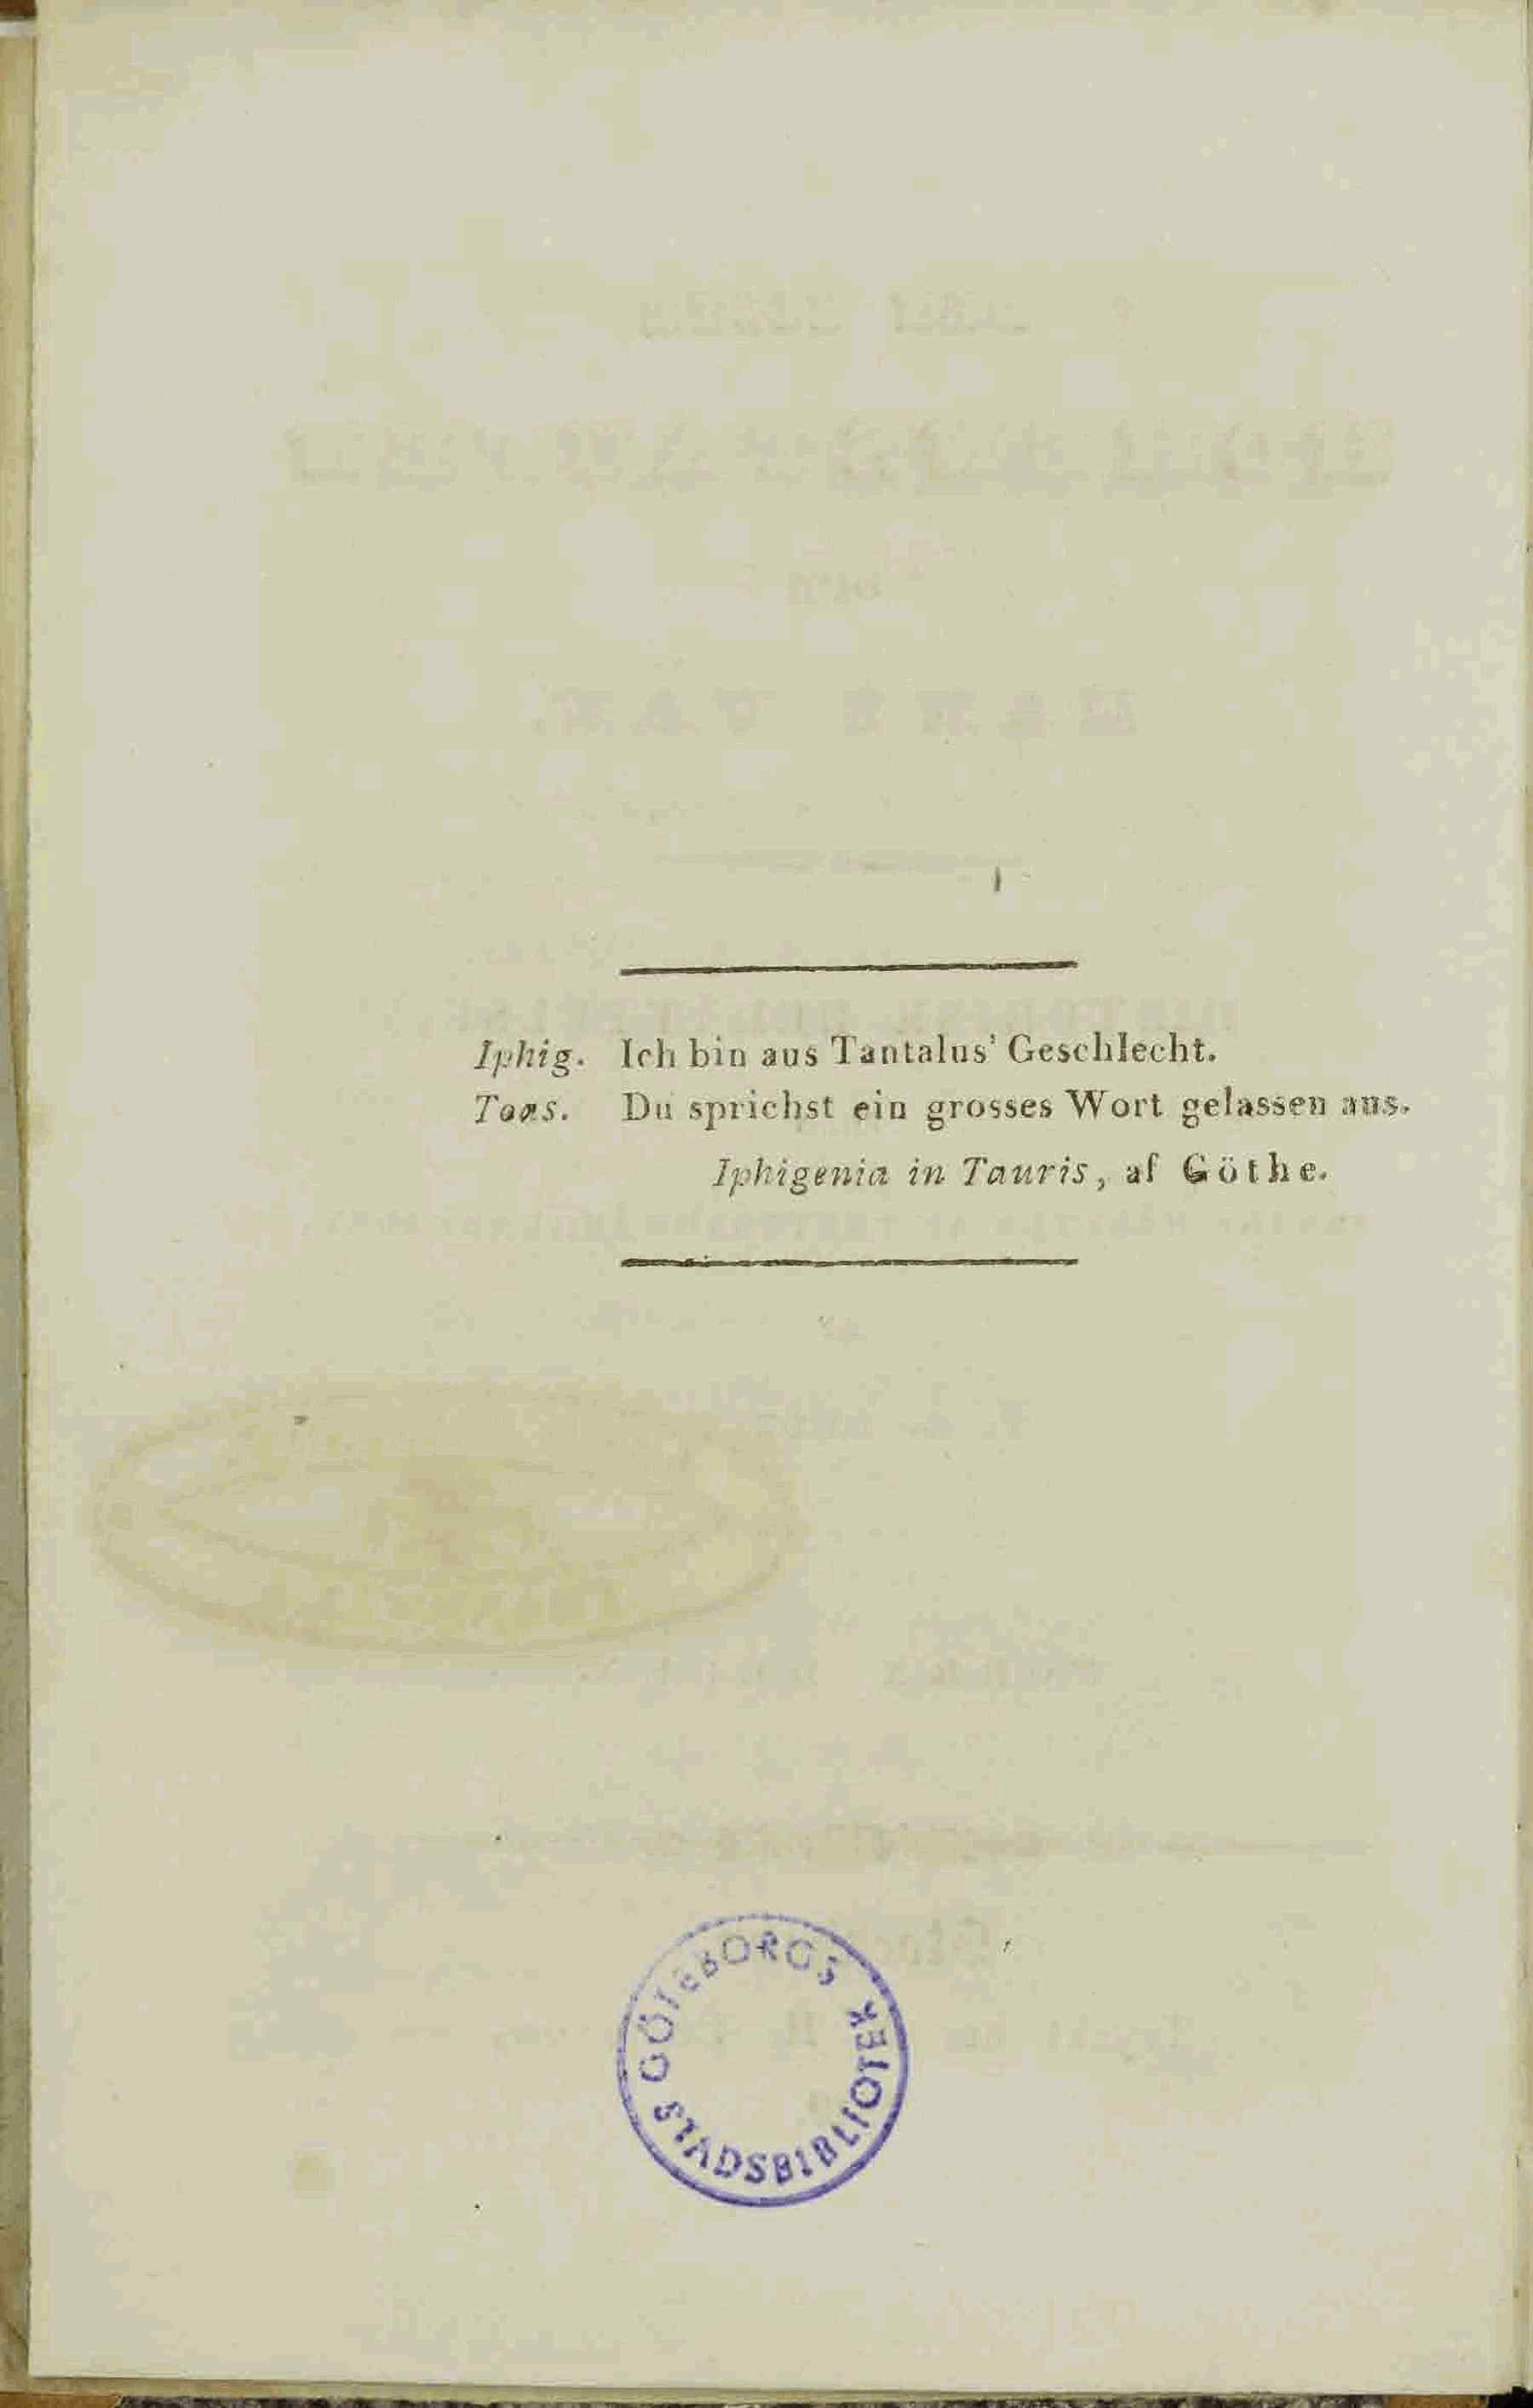 Iphig. Ich bin aus Tantalus' Geschlecht.
Toas. Du sprichst ein grosses Wort gelassen aus.
Iphigenia in Tauris, af Göthe.
GÖTEBORGS
STADSBIBLIOTEK